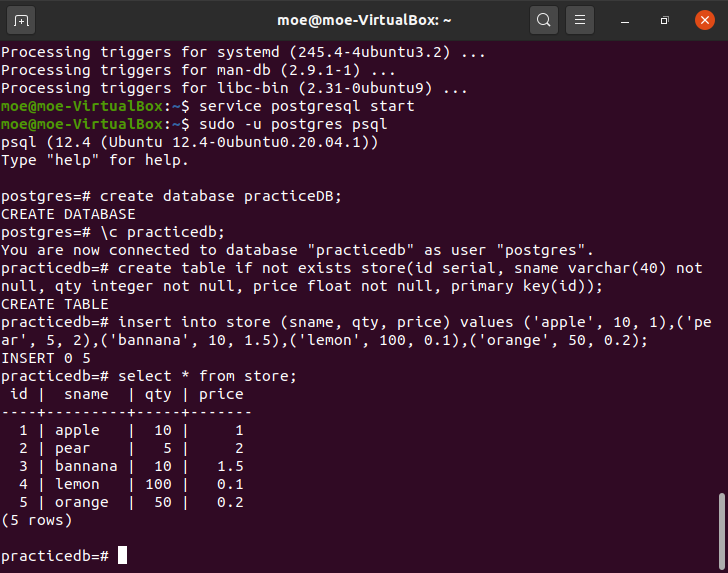 moe@moe-VirtualBox: ~
Processing triggers for systemd (245.4-4ubuntu3.2) ...
Processing triggers for man-db (2.9.1-1) ...
Processing triggers for libc-bin (2.31-0ubuntu9) ...
moe@moe-VirtualBox:~$ service postgresql start
moe@moe-VirtualBox:~$ sudo -u postgres psql
psql (12.4 (Ubuntu 12.4-0ubuntu0.20.04.1))
Type "help" for help.
postgres=# create database practiceDB;
CREATE DATABASE
postgres=# \c practicedb;
You are now connected to database "practicedb" as user "postgres".
practicedb=# create table if not exists store(id serial, sname varchar(40) not
null, qty integer not null, price float not null, primary key(id));
CREATE TABLE
practicedb=# insert into store (sname, qty, price) values ('apple', 10, 1),('pe
ar', 5, 2),('bannana', 10, 1.5),('lemon', 100, 0.1),('orange', 50, 0.2);
INSERT 0 5
practicedb=# select * from store;
 id |  sname  | qty | price
----+---------+-----+-------
  1 | apple   |  10 |     1
  2 | pear    |   5 |     2
  3 | bannana |  10 |   1.5
  4 | lemon   | 100 |   0.1
  5 | orange  |  50 |   0.2
(5 rows)
practicedb=#